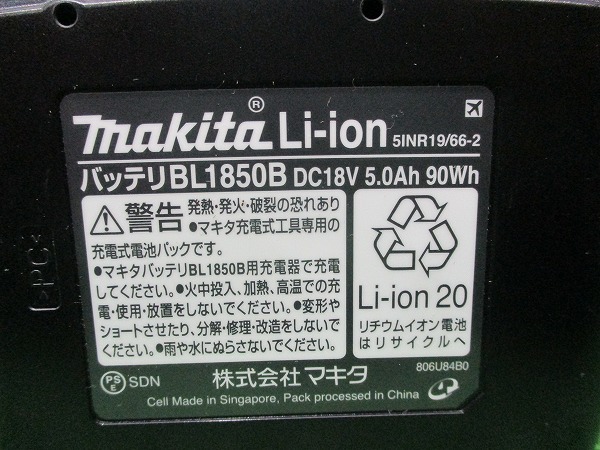 makita® Li-ion 5INR19/66-2
バッテリBL1850B DC18V 5.0Ah 90Wh
警告 発熱・発火・破裂の恐れあり
●マキタ充電式工具専用の
充電式電池パックです。
●マキタバッテリBL1850B用充電器で充電
してください。●火中投入、加熱、高温での充
電・使用・放置をしないでください。●変形や
ショートさせたり、分解・修理・改造をしないで
ください。●雨や水にぬらさないでください。
Li-ion 20
リチウムイオン電池
はリサイクルへ
806U84B0
PSE SDN 株式会社 マキタ
Cell Made in Singapore, Pack processed in China
>PC<